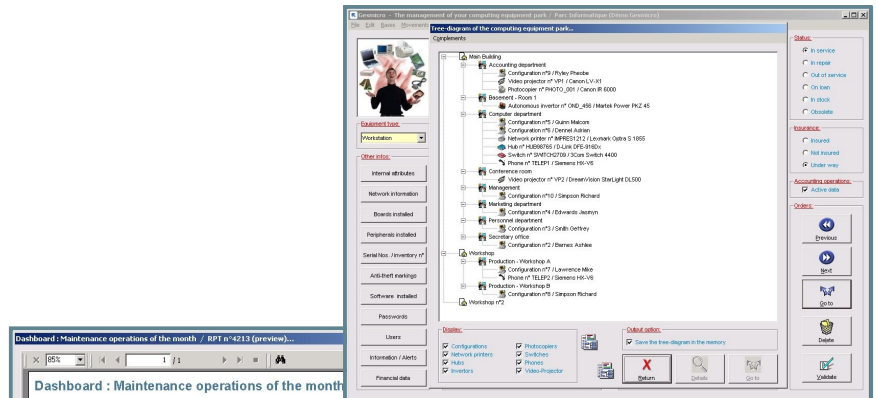 Gesmicro - The management of your computing equipment park / Parc Informatique (Démo Gesmicro)
File Edit Bases Movements
Tree-diagram of the computing equipment park...
Complements
Main Building
Accounting department
Configuration n°9 / Ryley Pheobe
Video projector n° VP1 / Canon LV-X1
Photocopier n° PHOTO_001 / Canon IR 6000
Basement - Room 1
Autonomous invertor n° OND_456 / Martek Power PKZ 45
Computer department
Configuration n°5 / Quinn Malcom
Configuration n°6 / Dennel Adrian
Network printer n° IMPRES1212 / Lexmark Optra S 1855
Hub n° HUB98765 / D-Link DFE-916Dx
Switch n° SWITCH2709 / 3Com Switch 4400
Phone n° TELEP1 / Siemens HX-V6
Conference room
Video projector n° VP2 / DreamVision StarLight DL500
Management
Configuration n°10 / Simpson Richard
Marketing department
Configuration n°4 / Edwards Jasmyn
Personnel department
Configuration n°3 / Smith Geffrey
Secretary office
Configuration n°2 / Barnes Ashlee
Workshop
Production - Workshop A
Configuration n°7 / Lawrence Mike
Phone n° TELEP2 / Siemens HX-V6
Production - Workshop B
Configuration n°8 / Simpson Richard
Workshop n°2
Equipment type:
Workstation
Other infos:
Internal attributes
Network information
Boards installed
Peripherals installed
Serial Nos. / inventory n°
Anti-theft markings
Software installed
Passwords
Users
Information / Alerts
Financial data
Display:
Configurations
Network printers
Hubs
Invertors
Photocopiers
Switches
Phones
Video-Projector
Output option:
Save the tree-diagram in the memory
X
Return
Details
Go to
Status:
In service
In repair
Out of service
On loan
In stock
Obsolete
Insurance:
Insured
Not insured
Under way
Accounting operations:
Active data
Orders:
Previous
Next
Go to
Delete
Validate
Dashboard : Maintenance operations of the month / RPT n°4213 (preview)...
85%
1 / 1
Dashboard : Maintenance operations of the month